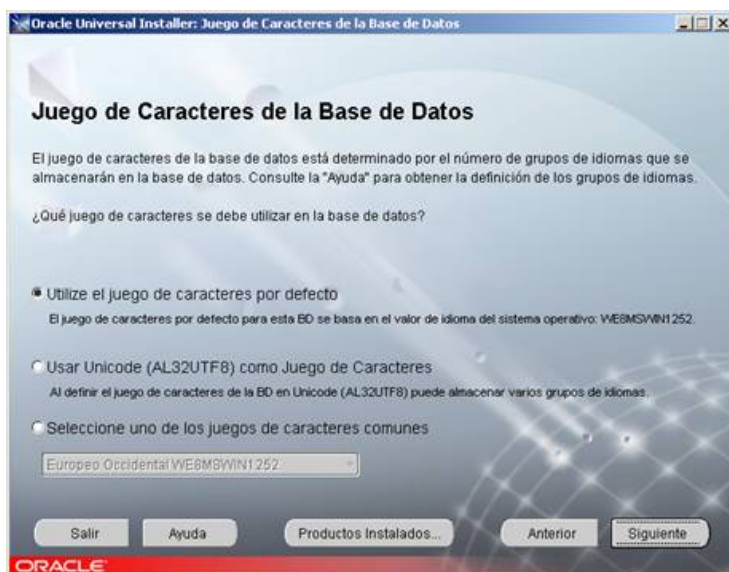 Oracle Universal Installer: Juego de Caracteres de la Base de Datos
Juego de Caracteres de la Base de Datos
El juego de caracteres de la base de datos está determinado por el número de grupos de idiomas que se
almacenarán en la base de datos. Consulte la "Ayuda" para obtener la definición de los grupos de idiomas.
¿Qué juego de caracteres se debe utilizar en la base de datos?
Utilize el juego de caracteres por defecto
El juego de caracteres por defecto para esta BD se basa en el valor de idioma del sistema operativo: WE8MSWIN1252.
Usar Unicode (AL32UTF8) como Juego de Caracteres
Al definir el juego de caracteres de la BD en Unicode (AL32UTF8) puede almacenar varios grupos de idiomas.
Seleccione uno de los juegos de caracteres comunes
Europeo Occidental WE8MSWIN1252
Salir Ayuda Productos Instalados... Anterior Siguiente
ORACLE